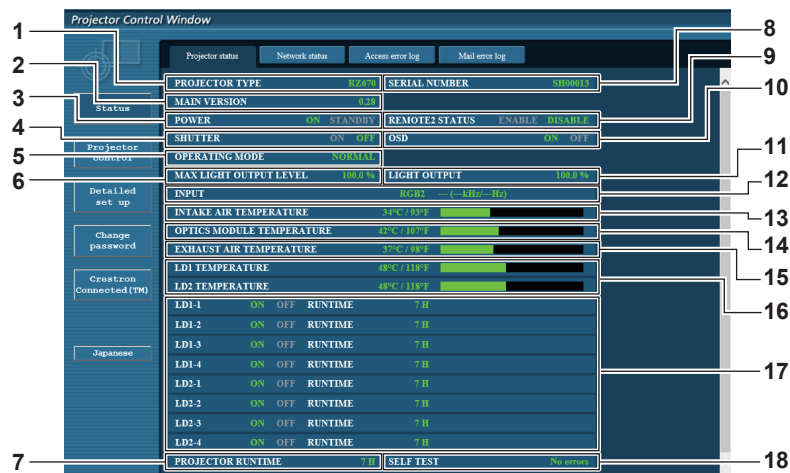 Projector Control Window
1
2
3
4
5
6
7
8
9
10
11
12
13
14
15
16
17
18
Status
Projector
control
Detailed
set up
Change
password
Crestron
Connected(TM)
Japanese
Projector status Network status Access error log Mail error log
PROJECTOR TYPE RZ670 SERIAL NUMBER SH00013
MAIN VERSION 0.28
POWER ON STANDBY REMOTE2 STATUS ENABLE DISABLE
SHUTTER ON OFF OSD ON OFF
OPERATING MODE NORMAL
MAX LIGHT OUTPUT LEVEL 100.0 % LIGHT OUTPUT 100.0 %
INPUT RGB2 --- (---kHz/---Hz)
INTAKE AIR TEMPERATURE 34°C / 93°F
OPTICS MODULE TEMPERATURE 42°C / 107°F
EXHAUST AIR TEMPERATURE 37°C / 98°F
LD1 TEMPERATURE 48°C / 118°F
LD2 TEMPERATURE 48°C / 118°F
LD1-1 ON OFF RUNTIME 7 H
LD1-2 ON OFF RUNTIME 7 H
LD1-3 ON OFF RUNTIME 7 H
LD1-4 ON OFF RUNTIME 7 H
LD2-1 ON OFF RUNTIME 7 H
LD2-2 ON OFF RUNTIME 7 H
LD2-3 ON OFF RUNTIME 7 H
LD2-4 ON OFF RUNTIME 7 H
PROJECTOR RUNTIME 7 H SELF TEST No errors